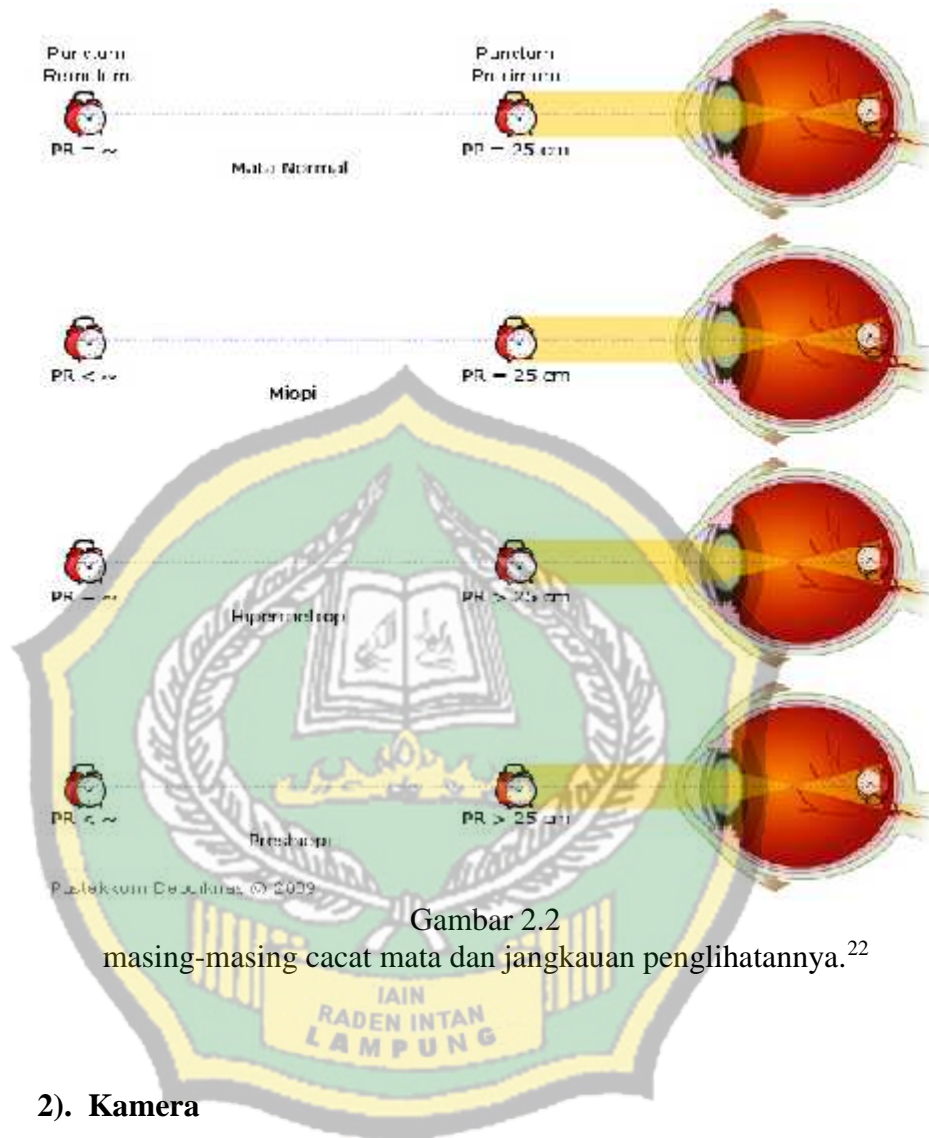 Punctum Punctum
Remotum Proximum
PR = ~ PP = 25 cm
Mata Normal
PR < ~ PR = 25 cm
Miopi
PR = ~ PR > 25 cm
Hipermetropi
PR < ~ PR > 25 cm
Presbiopi
Pustekkom Depdiknas © 2009
Gambar 2.2
masing-masing cacat mata dan jangkauan penglihatannya.22
IAIN
RADEN INTAN
LAMPUNG
2). Kamera